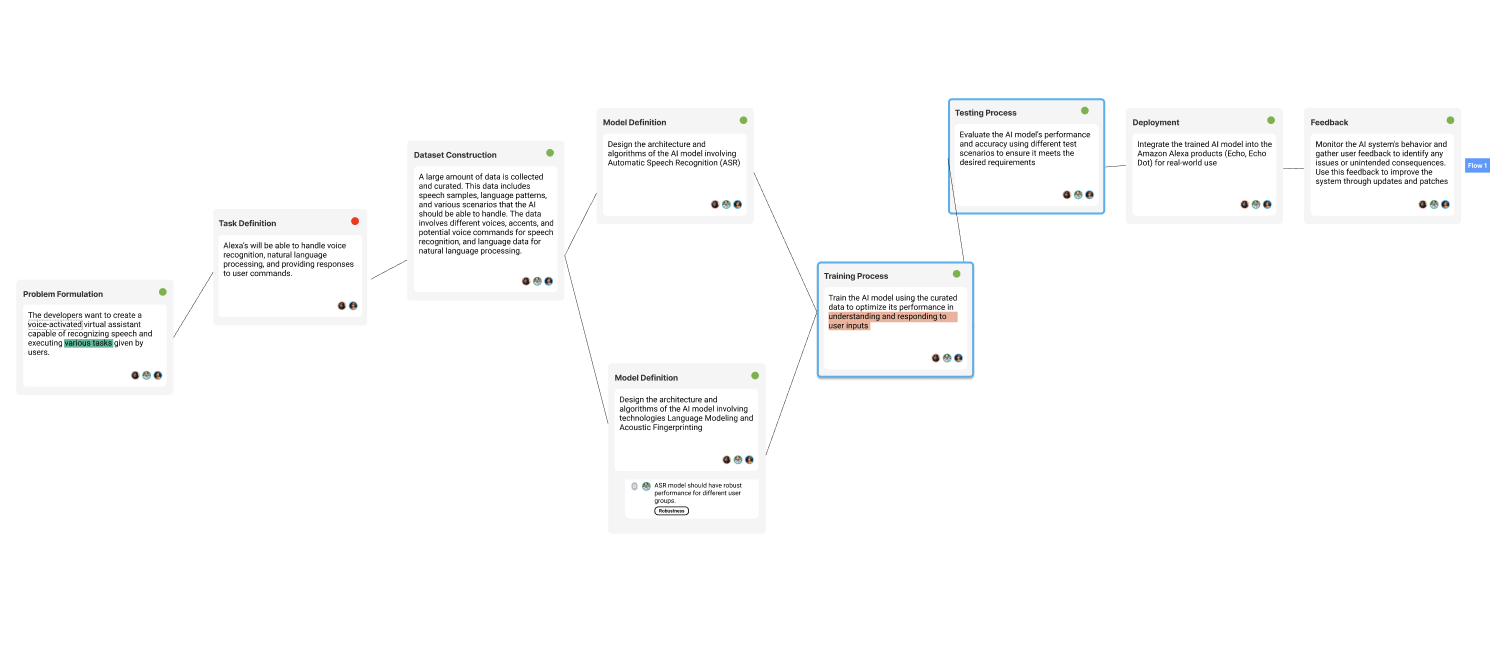 Problem Formulation
The developers want to create a
voice-activated virtual assistant
capable of recognizing speech and
executing various tasks given by
users.
Task Definition
Alexa's will be able to handle voice
recognition, natural language
processing, and providing responses
to user commands.
Dataset Construction
A large amount of data is collected
and curated. This data includes
speech samples, language patterns,
and various scenarios that the AI
should be able to handle. The data
involves different voices, accents, and
potential voice commands for speech
recognition, and language data for
natural language processing.
Model Definition
Design the architecture and
algorithms of the AI model involving
Automatic Speech Recognition (ASR)
Model Definition
Design the architecture and
algorithms of the AI model involving
technologies Language Modeling and
Acoustic Fingerprinting
ASR model should have robust
performance for different user
groups.
Robustness
Training Process
Train the AI model using the curated
data to optimize its performance in
understanding and responding to
user inputs
Testing Process
Evaluate the AI model's performance
and accuracy using different test
scenarios to ensure it meets the
desired requirements
Deployment
Integrate the trained AI model into the
Amazon Alexa products (Echo, Echo
Dot) for real-world use
Feedback
Monitor the AI system's behavior and
gather user feedback to identify any
issues or unintended consequences.
Use this feedback to improve the
system through updates and patches
Flow 1